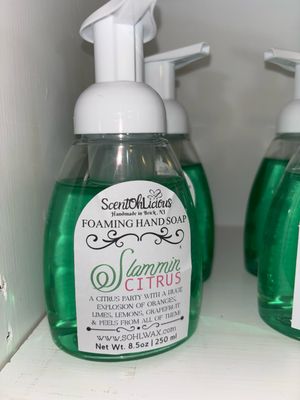 ScentOhLicious
Handmade in Brick, NJ
FOAMING HAND SOAP
Slammin
CITRUS
A CITRUS PARTY WITH A HUGE
EXPLOSION OF ORANGES,
LIMES, LEMONS, GRAPEFRUIT
& PEELS FROM ALL OF THEM!
WWW.SOHLWAX.COM
Net Wt. 8.5oz | 250 ml